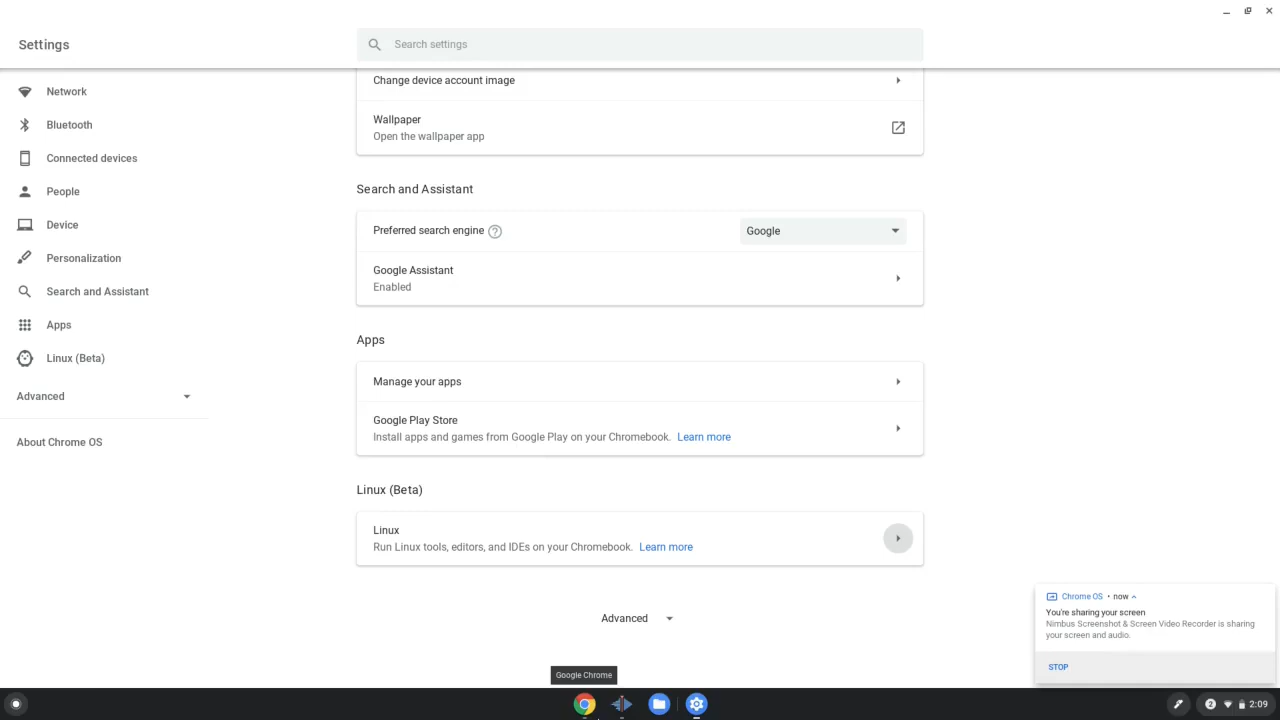 Settings
Search settings
Network
Bluetooth
Connected devices
People
Device
Personalization
Search and Assistant
Apps
Linux (Beta)
Advanced
About Chrome OS
Change device account image
Wallpaper
Open the wallpaper app
Search and Assistant
Preferred search engine
Google
Google Assistant
Enabled
Apps
Manage your apps
Google Play Store
Install apps and games from Google Play on your Chromebook. Learn more
Linux (Beta)
Linux
Run Linux tools, editors, and IDEs on your Chromebook. Learn more
Advanced
Chrome OS • now
You're sharing your screen
Nimbus Screenshot & Screen Video Recorder is sharing
your screen and audio.
STOP
Google Chrome
2 2:09